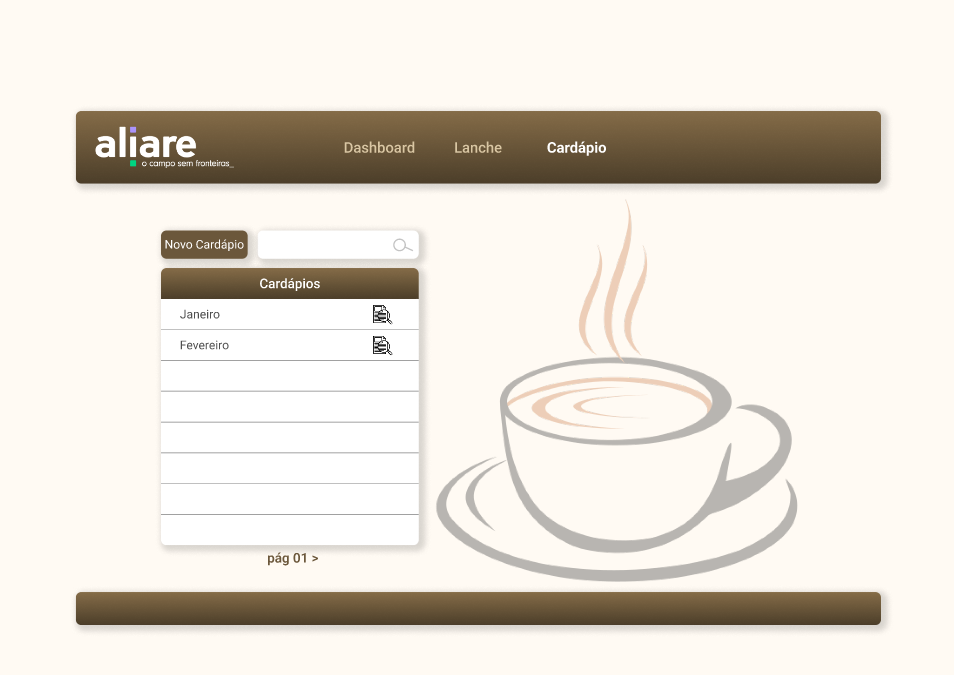 aliare
o campo sem fronteiras_
Dashboard Lanche Cardápio
Novo Cardápio
Cardápios
Janeiro
Fevereiro
pág 01 >